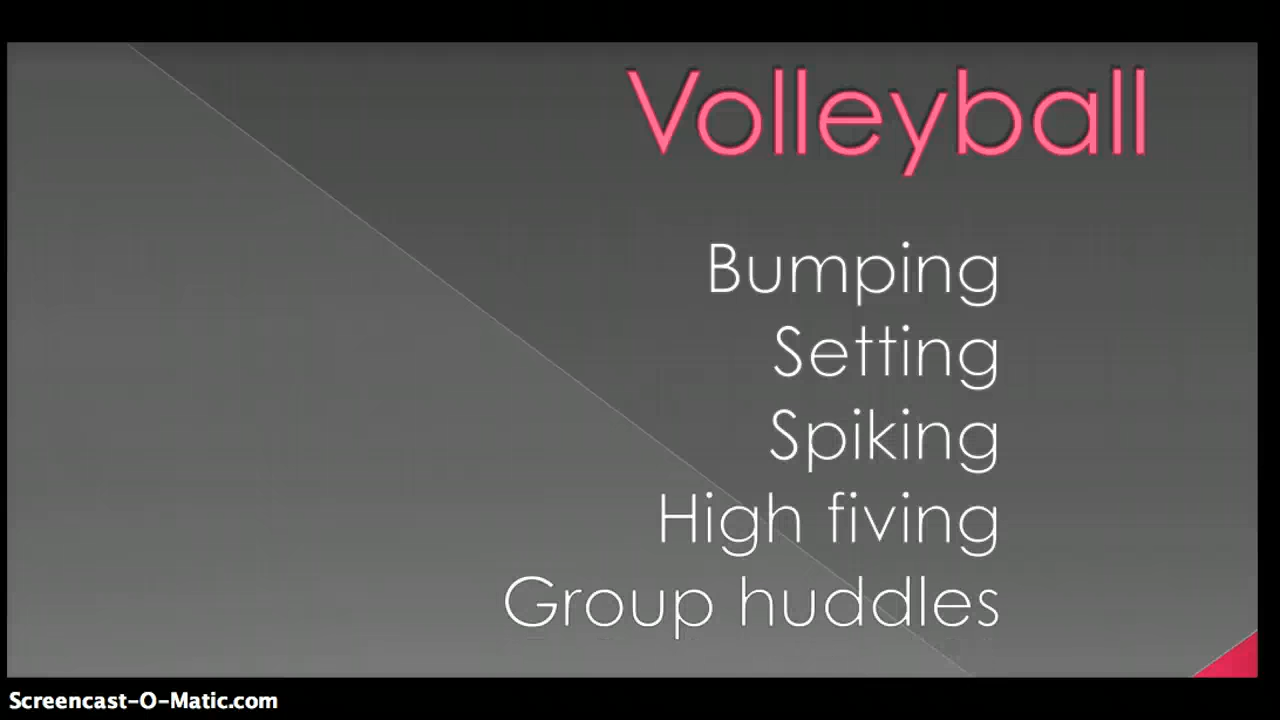 Volleyball
Bumping
Setting
Spiking
High fiving
Group huddles
Screencast-O-Matic.com